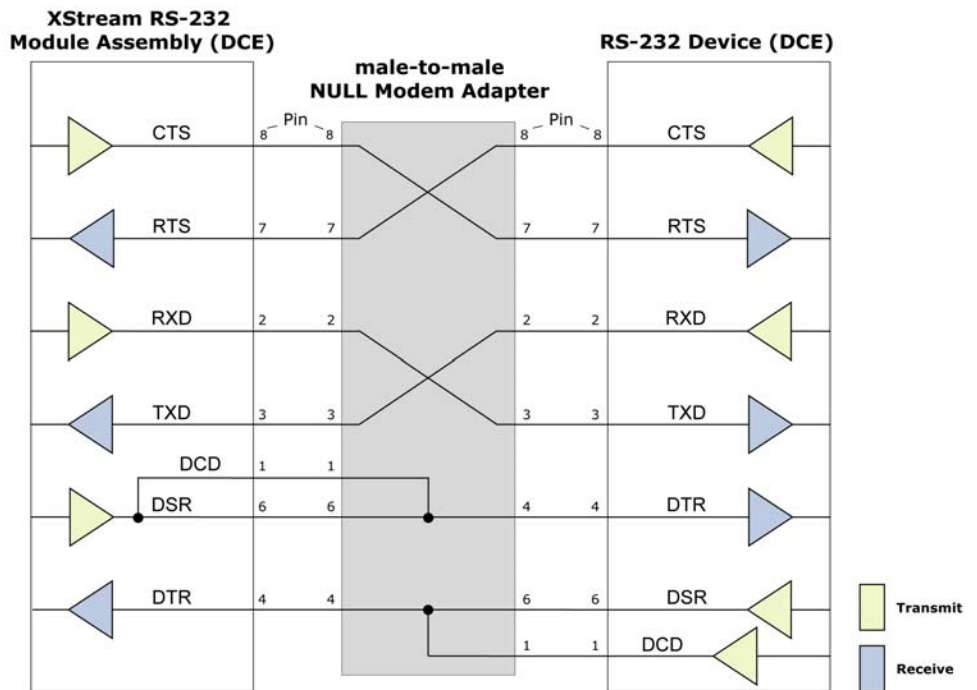 XStream RS-232
Module Assembly (DCE)
RS-232 Device (DCE)
male-to-male
NULL Modem Adapter
CTS 8 Pin 8 8 Pin 8 CTS
RTS 7 7 7 7 RTS
RXD 2 2 2 2 RXD
TXD 3 3 3 3 TXD
DCD 1 1
DSR 6 6 4 4 DTR
DTR 4 4 6 6 DSR
1 1 DCD
Transmit
Receive